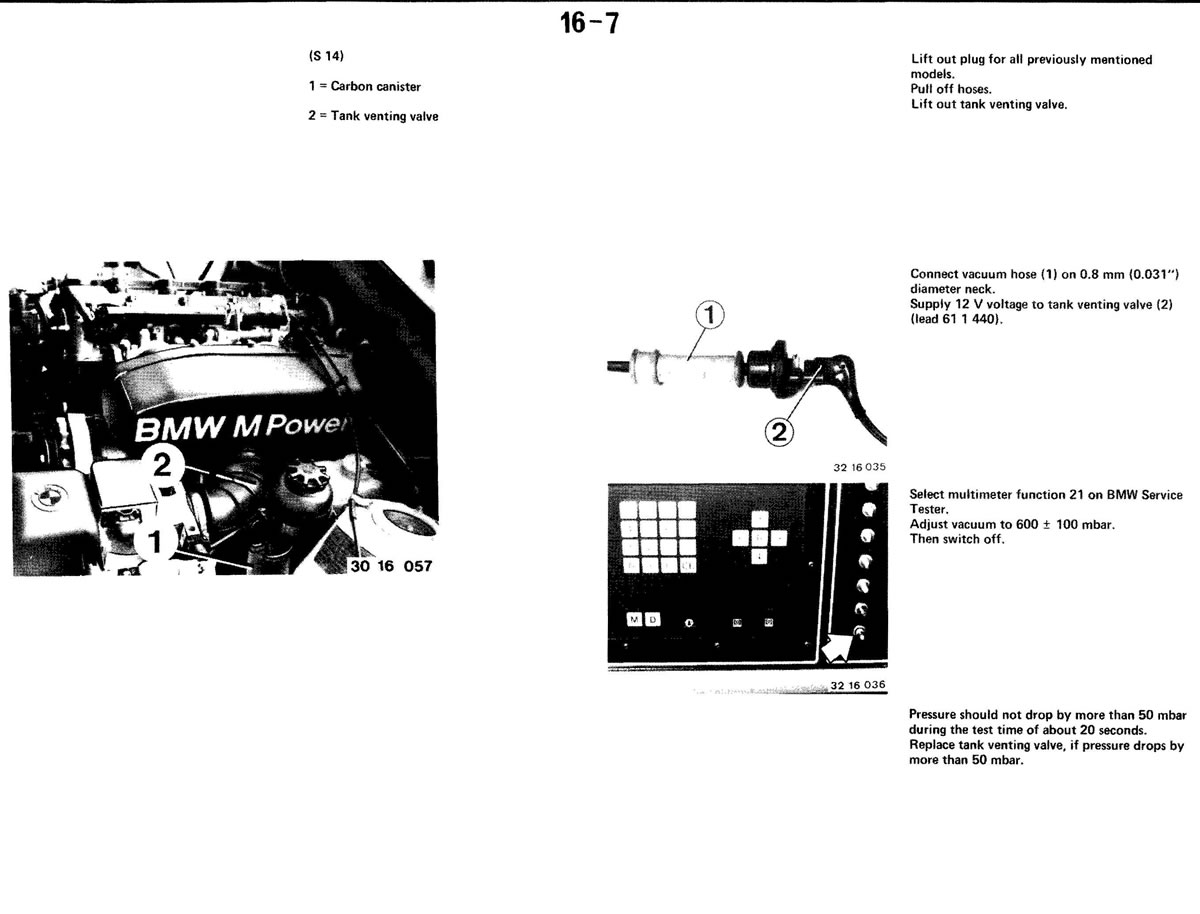 16-7
(S 14)
1 = Carbon canister
2 = Tank venting valve
BMW M Power
2
1
30 16 057
Lift out plug for all previously mentioned
models.
Pull off hoses.
Lift out tank venting valve.
Connect vacuum hose (1) on 0.8 mm (0.031")
diameter neck.
Supply 12 V voltage to tank venting valve (2)
(lead 61 1 440).
1
2
32 16 035
Select multimeter function 21 on BMW Service
Tester.
Adjust vacuum to 600 ± 100 mbar.
Then switch off.
M D
32 16 036
Pressure should not drop by more than 50 mbar
during the test time of about 20 seconds.
Replace tank venting valve, if pressure drops by
more than 50 mbar.